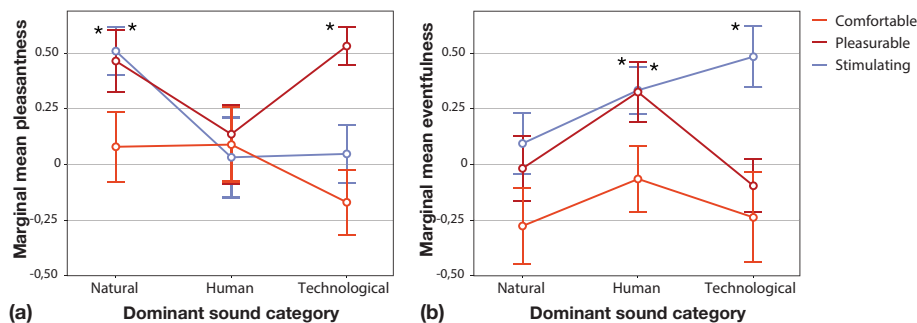 * * *
0.50
0.25
0
-0,25
-0,50
Marginal mean pleasantness
Natural Human Technological
(a) Dominant sound category
* * *
0.50
0.25
0
-0,25
-0,50
Marginal mean eventfulness
Natural Human Technological
(b) Dominant sound category
Comfortable
Pleasurable
Stimulating